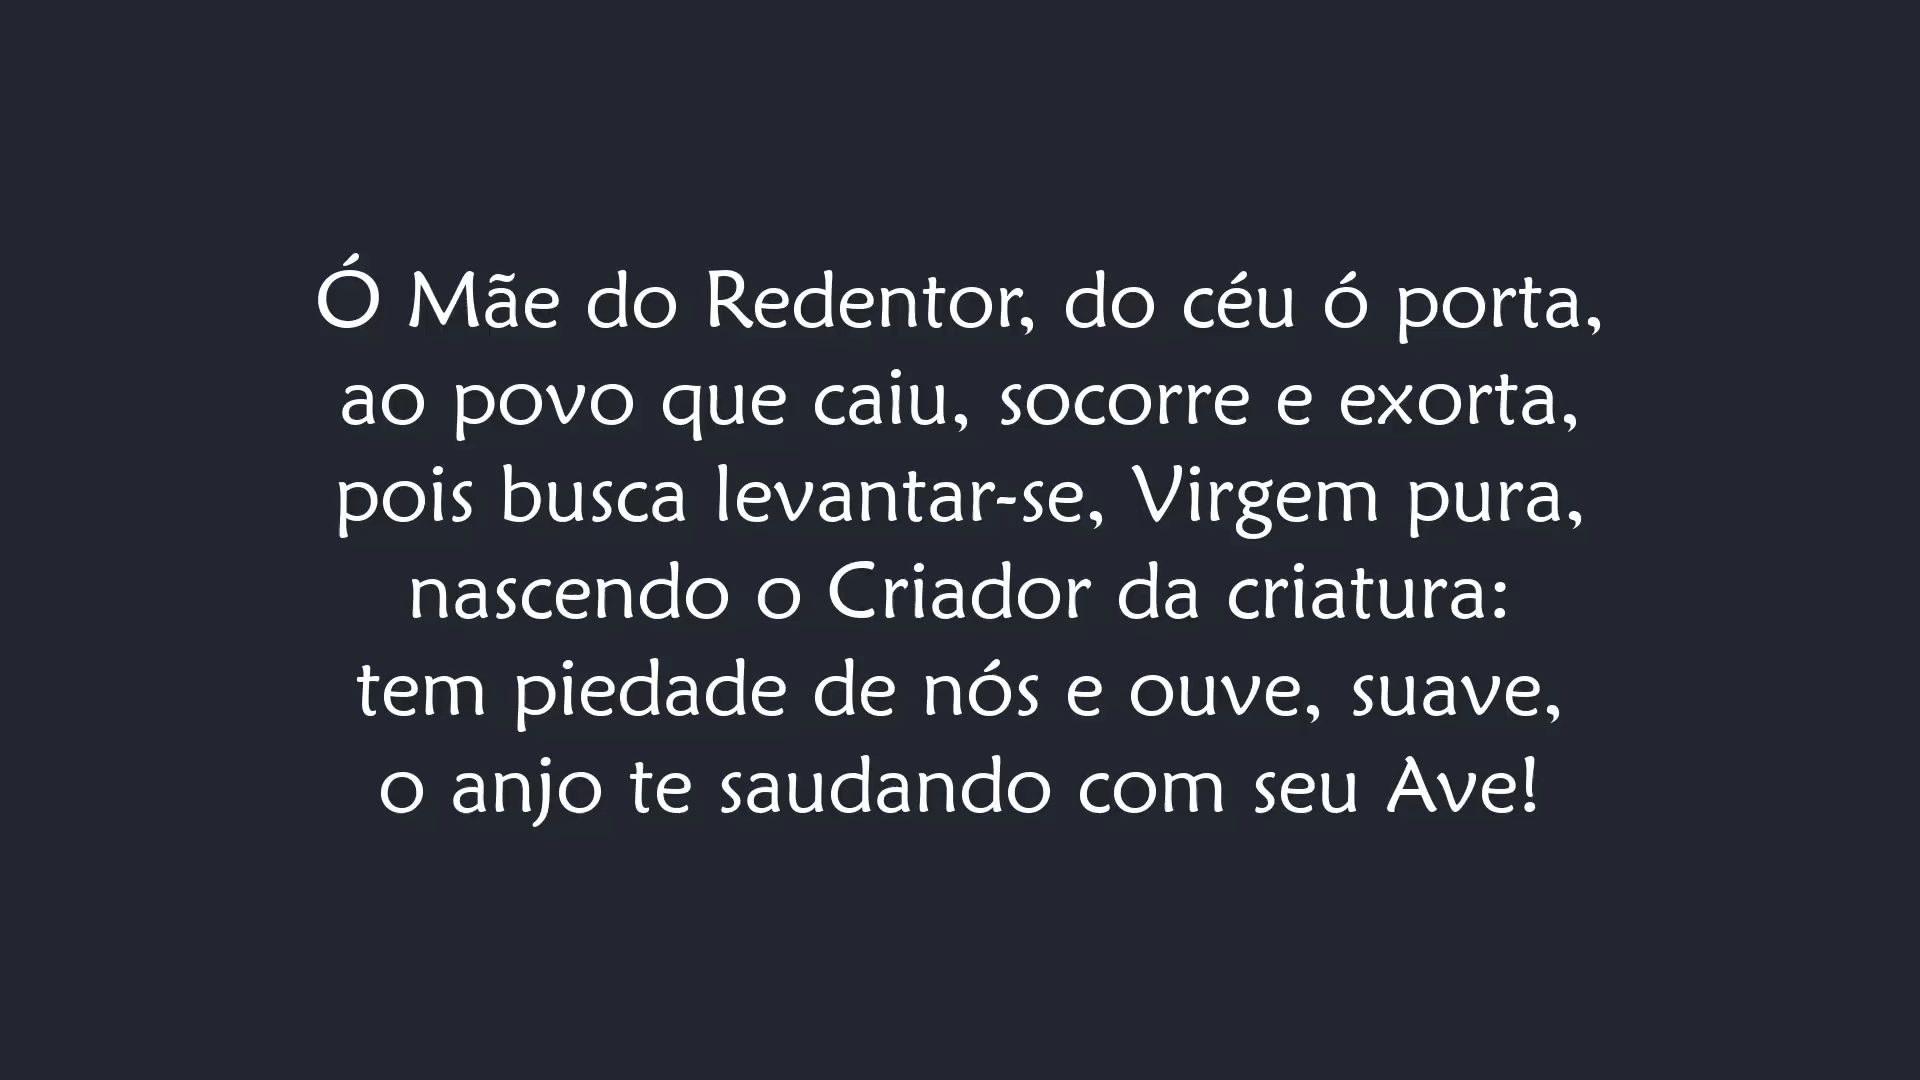 Ó Mãe do Redentor, do céu ó porta,
ao povo que caiu, socorre e exorta,
pois busca levantar-se, Virgem pura,
nascendo o Criador da criatura:
tem piedade de nós e ouve, suave,
o anjo te saudando com seu Ave!